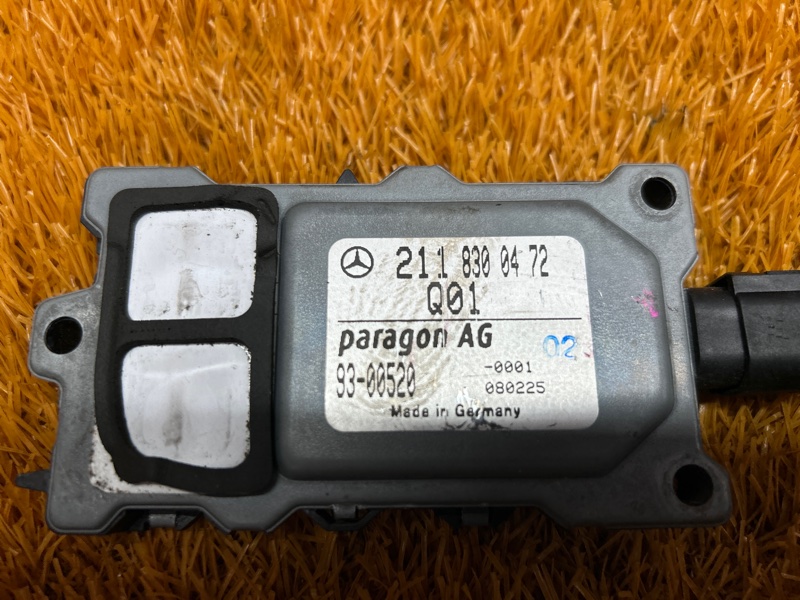 211 830 04 72
Q01
paragon AG
02
93-00520
-0001
080225
Made in Germany